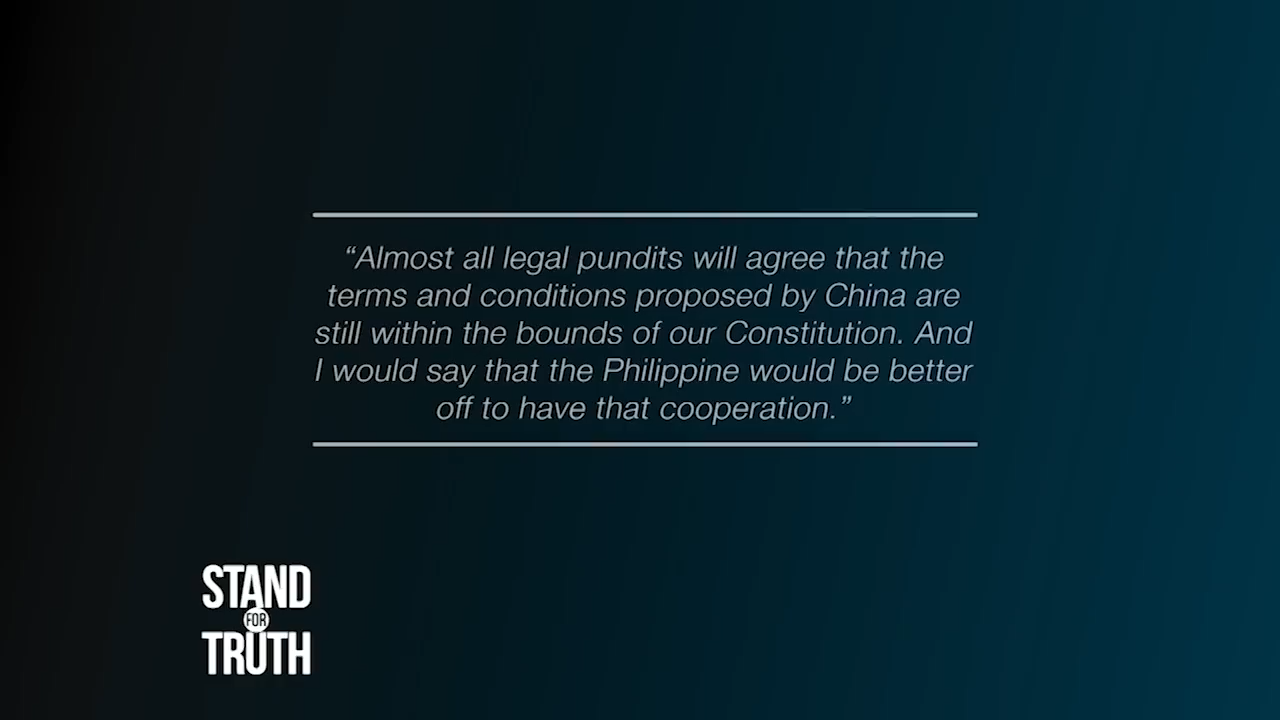 “Almost all legal pundits will agree that the
terms and conditions proposed by China are
still within the bounds of our Constitution. And
I would say that the Philippine would be better
off to have that cooperation.”
STAND
FOR
TRUTH